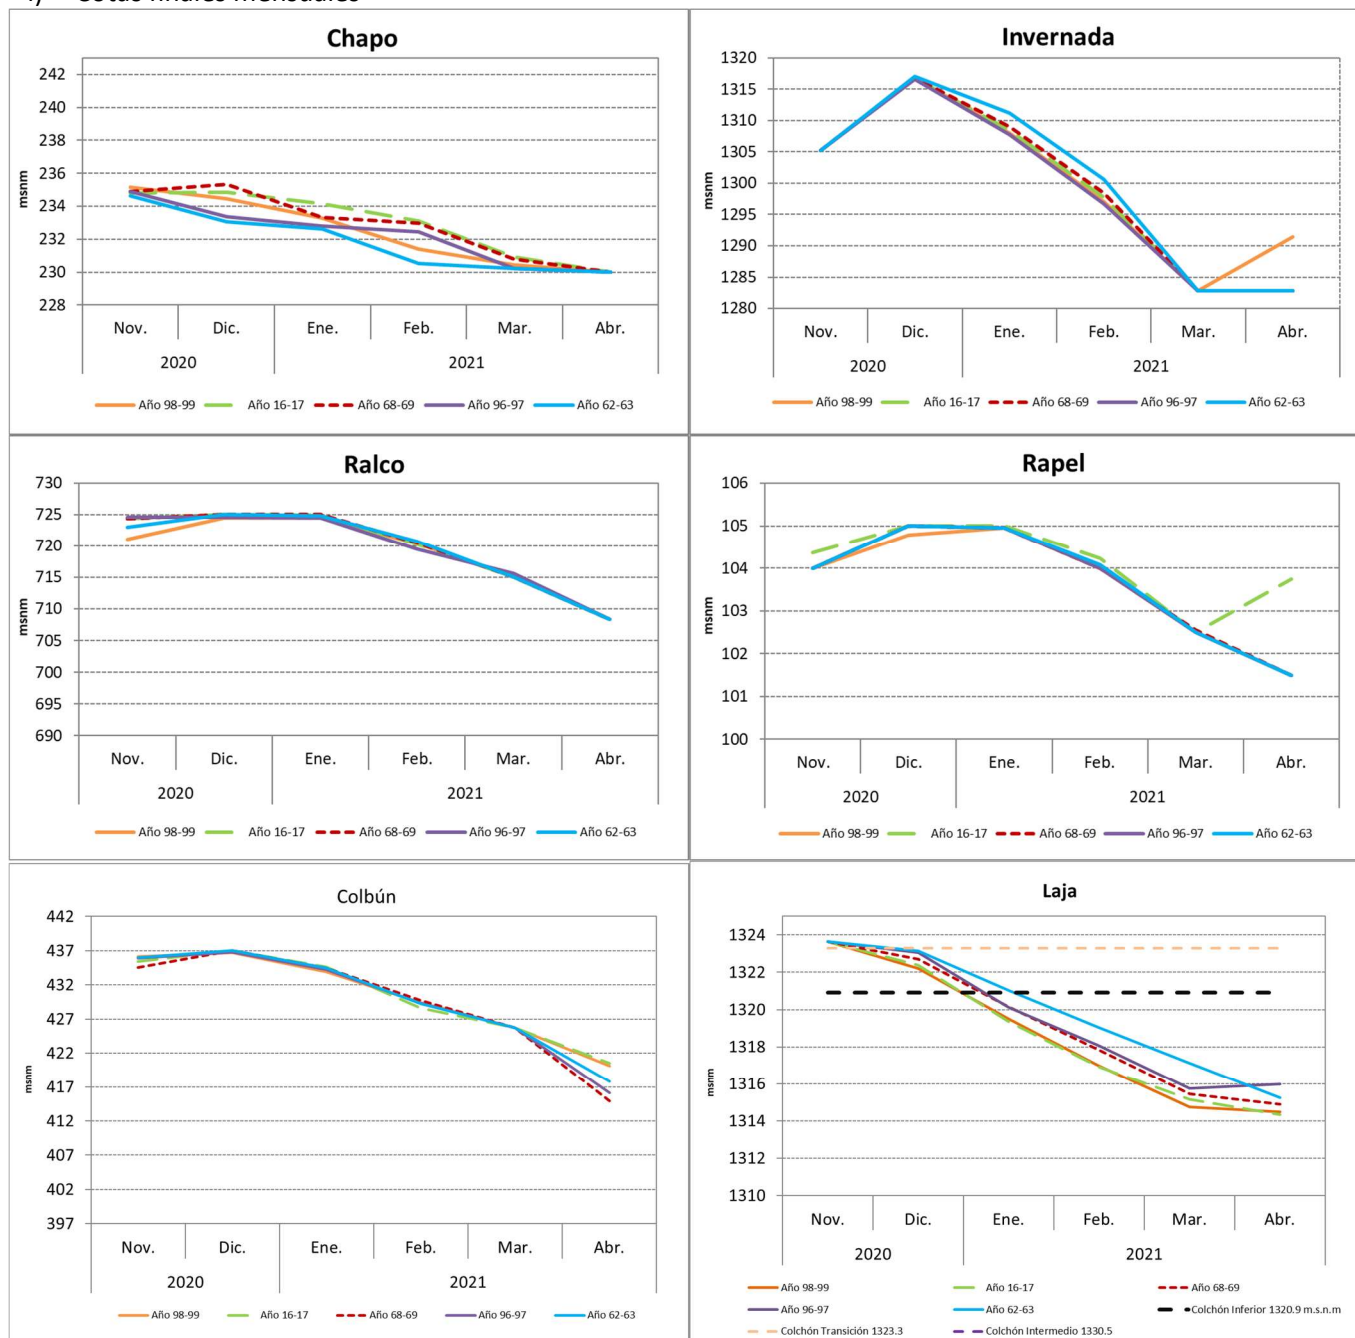 Cotas finales mensuales
Chapo
242
240
238
236
234
232
230
228
msnm
Nov. Dic. Ene. Feb. Mar. Abr.
2020 2021
Año 98-99 Año 16-17 Año 68-69 Año 96-97 Año 62-63
Invernada
1320
1315
1310
1305
1300
1295
1290
1285
1280
msnm
Nov. Dic. Ene. Feb. Mar. Abr.
2020 2021
Año 98-99 Año 16-17 Año 68-69 Año 96-97 Año 62-63
Ralco
730
725
720
715
710
705
700
695
690
msnm
Nov. Dic. Ene. Feb. Mar. Abr.
2020 2021
Año 98-99 Año 16-17 Año 68-69 Año 96-97 Año 62-63
Rapel
106
105
104
103
102
101
100
msnm
Nov. Dic. Ene. Feb. Mar. Abr.
2020 2021
Año 98-99 Año 16-17 Año 68-69 Año 96-97 Año 62-63
Colbún
442
437
432
427
422
417
412
407
402
397
msnm
Nov. Dic. Ene. Feb. Mar. Abr.
2020 2021
Año 98-99 Año 16-17 Año 68-69 Año 96-97 Año 62-63
Laja
1324
1322
1320
1318
1316
1314
1312
1310
msnm
Nov. Dic. Ene. Feb. Mar. Abr.
2020 2021
Año 98-99 Año 16-17 Año 68-69
Año 96-97 Año 62-63 Colchón Inferior 1320.9 m.s.n.m
Colchón Transición 1323.3 Colchón Intermedio 1330.5